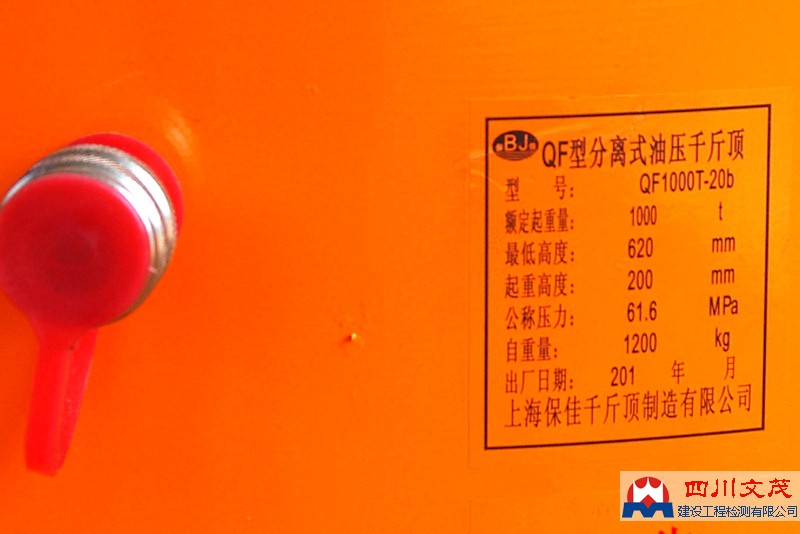 BJ QF型分离式油压千斤顶
型 号: QF1000T-20b
额定起重量: 1000 t
最低高度: 620 mm
起重高度: 200 mm
公称压力: 61.6 MPa
自重量: 1200 kg
出厂日期: 201 年 月
上海保佳千斤顶制造有限公司
四川文茂
建设工程检测有限公司